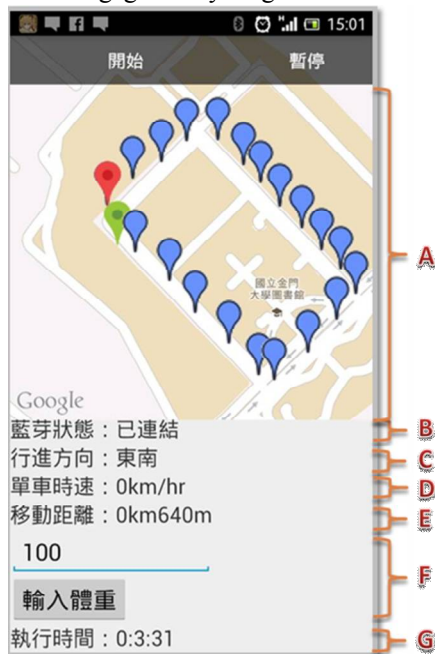 15:01
開始 暫停
A
國立金門
大學圖書館
Google
藍芽狀態：已連結 B
行進方向：東南 C
單車時速：0km/hr D
移動距離：0km640m E
100
F
輸入體重
執行時間：0:3:31 G